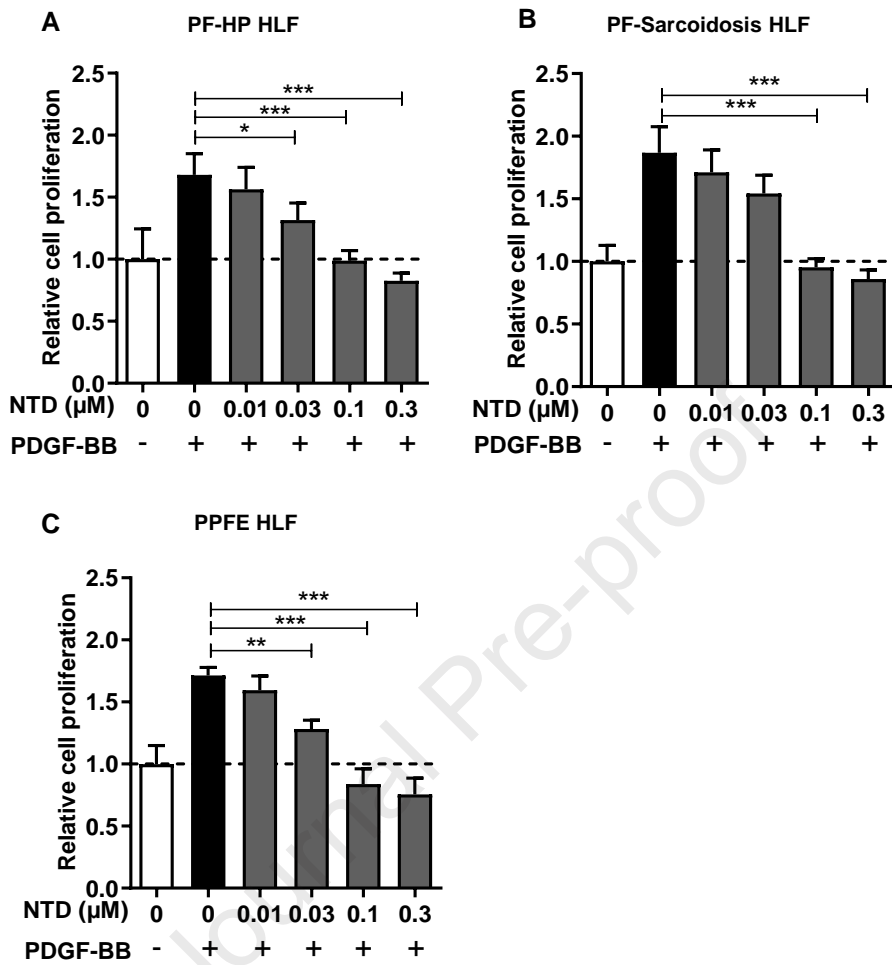 A
PF-HP HLF
Relative cell proliferation
2.5
2.0
1.5
1.0
0.5
0.0
***
***
*
NTD (µM) 0 0 0.01 0.03 0.1 0.3
PDGF-BB - + + + + +
B
PF-Sarcoidosis HLF
Relative cell proliferation
2.5
2.0
1.5
1.0
0.5
0.0
***
***
NTD (µM) 0 0 0.01 0.03 0.1 0.3
PDGF-BB - + + + + +
C
PPFE HLF
Relative cell proliferation
2.5
2.0
1.5
1.0
0.5
0.0
***
***
**
NTD (µM) 0 0 0.01 0.03 0.1 0.3
PDGF-BB - + + + + +
Journal Pre-proof